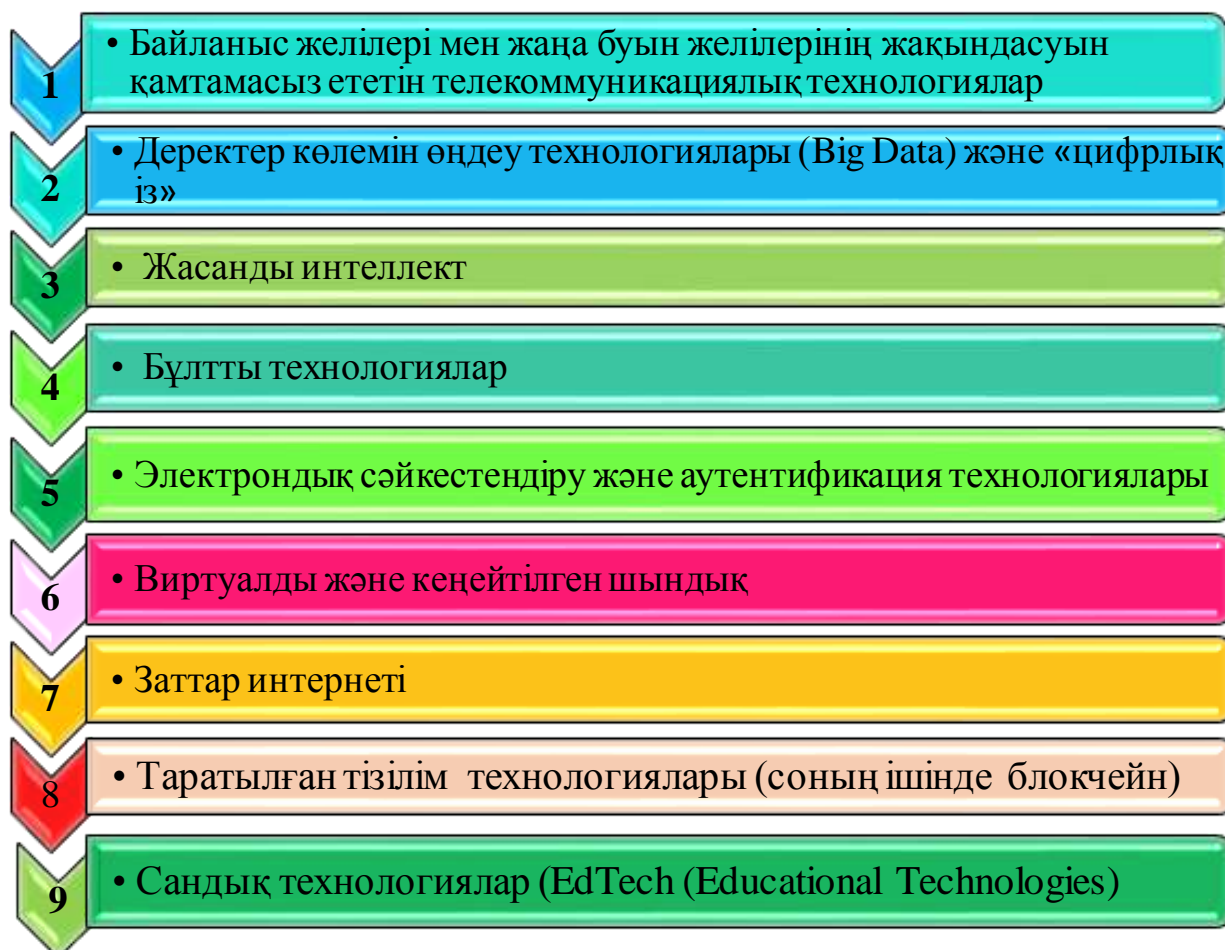 1
• Байланыс желілері мен жаңа буын желілерінің жақындасуын
қамтамасыз ететін телекоммуникациялық технологиялар
2
• Деректер көлемін өңдеу технологиялары (Big Data) және «цифрлық
із»
3
• Жасанды интеллект
4
• Бұлтты технологиялар
5
• Электрондық сәйкестендіру және аутентификация технологиялары
6
• Виртуалды және кеңейтілген шындық
7
• Заттар интернеті
8
• Таратылған тізілім технологиялары (соның ішінде блокчейн)
9
• Сандық технологиялар (EdTech (Educational Technologies)